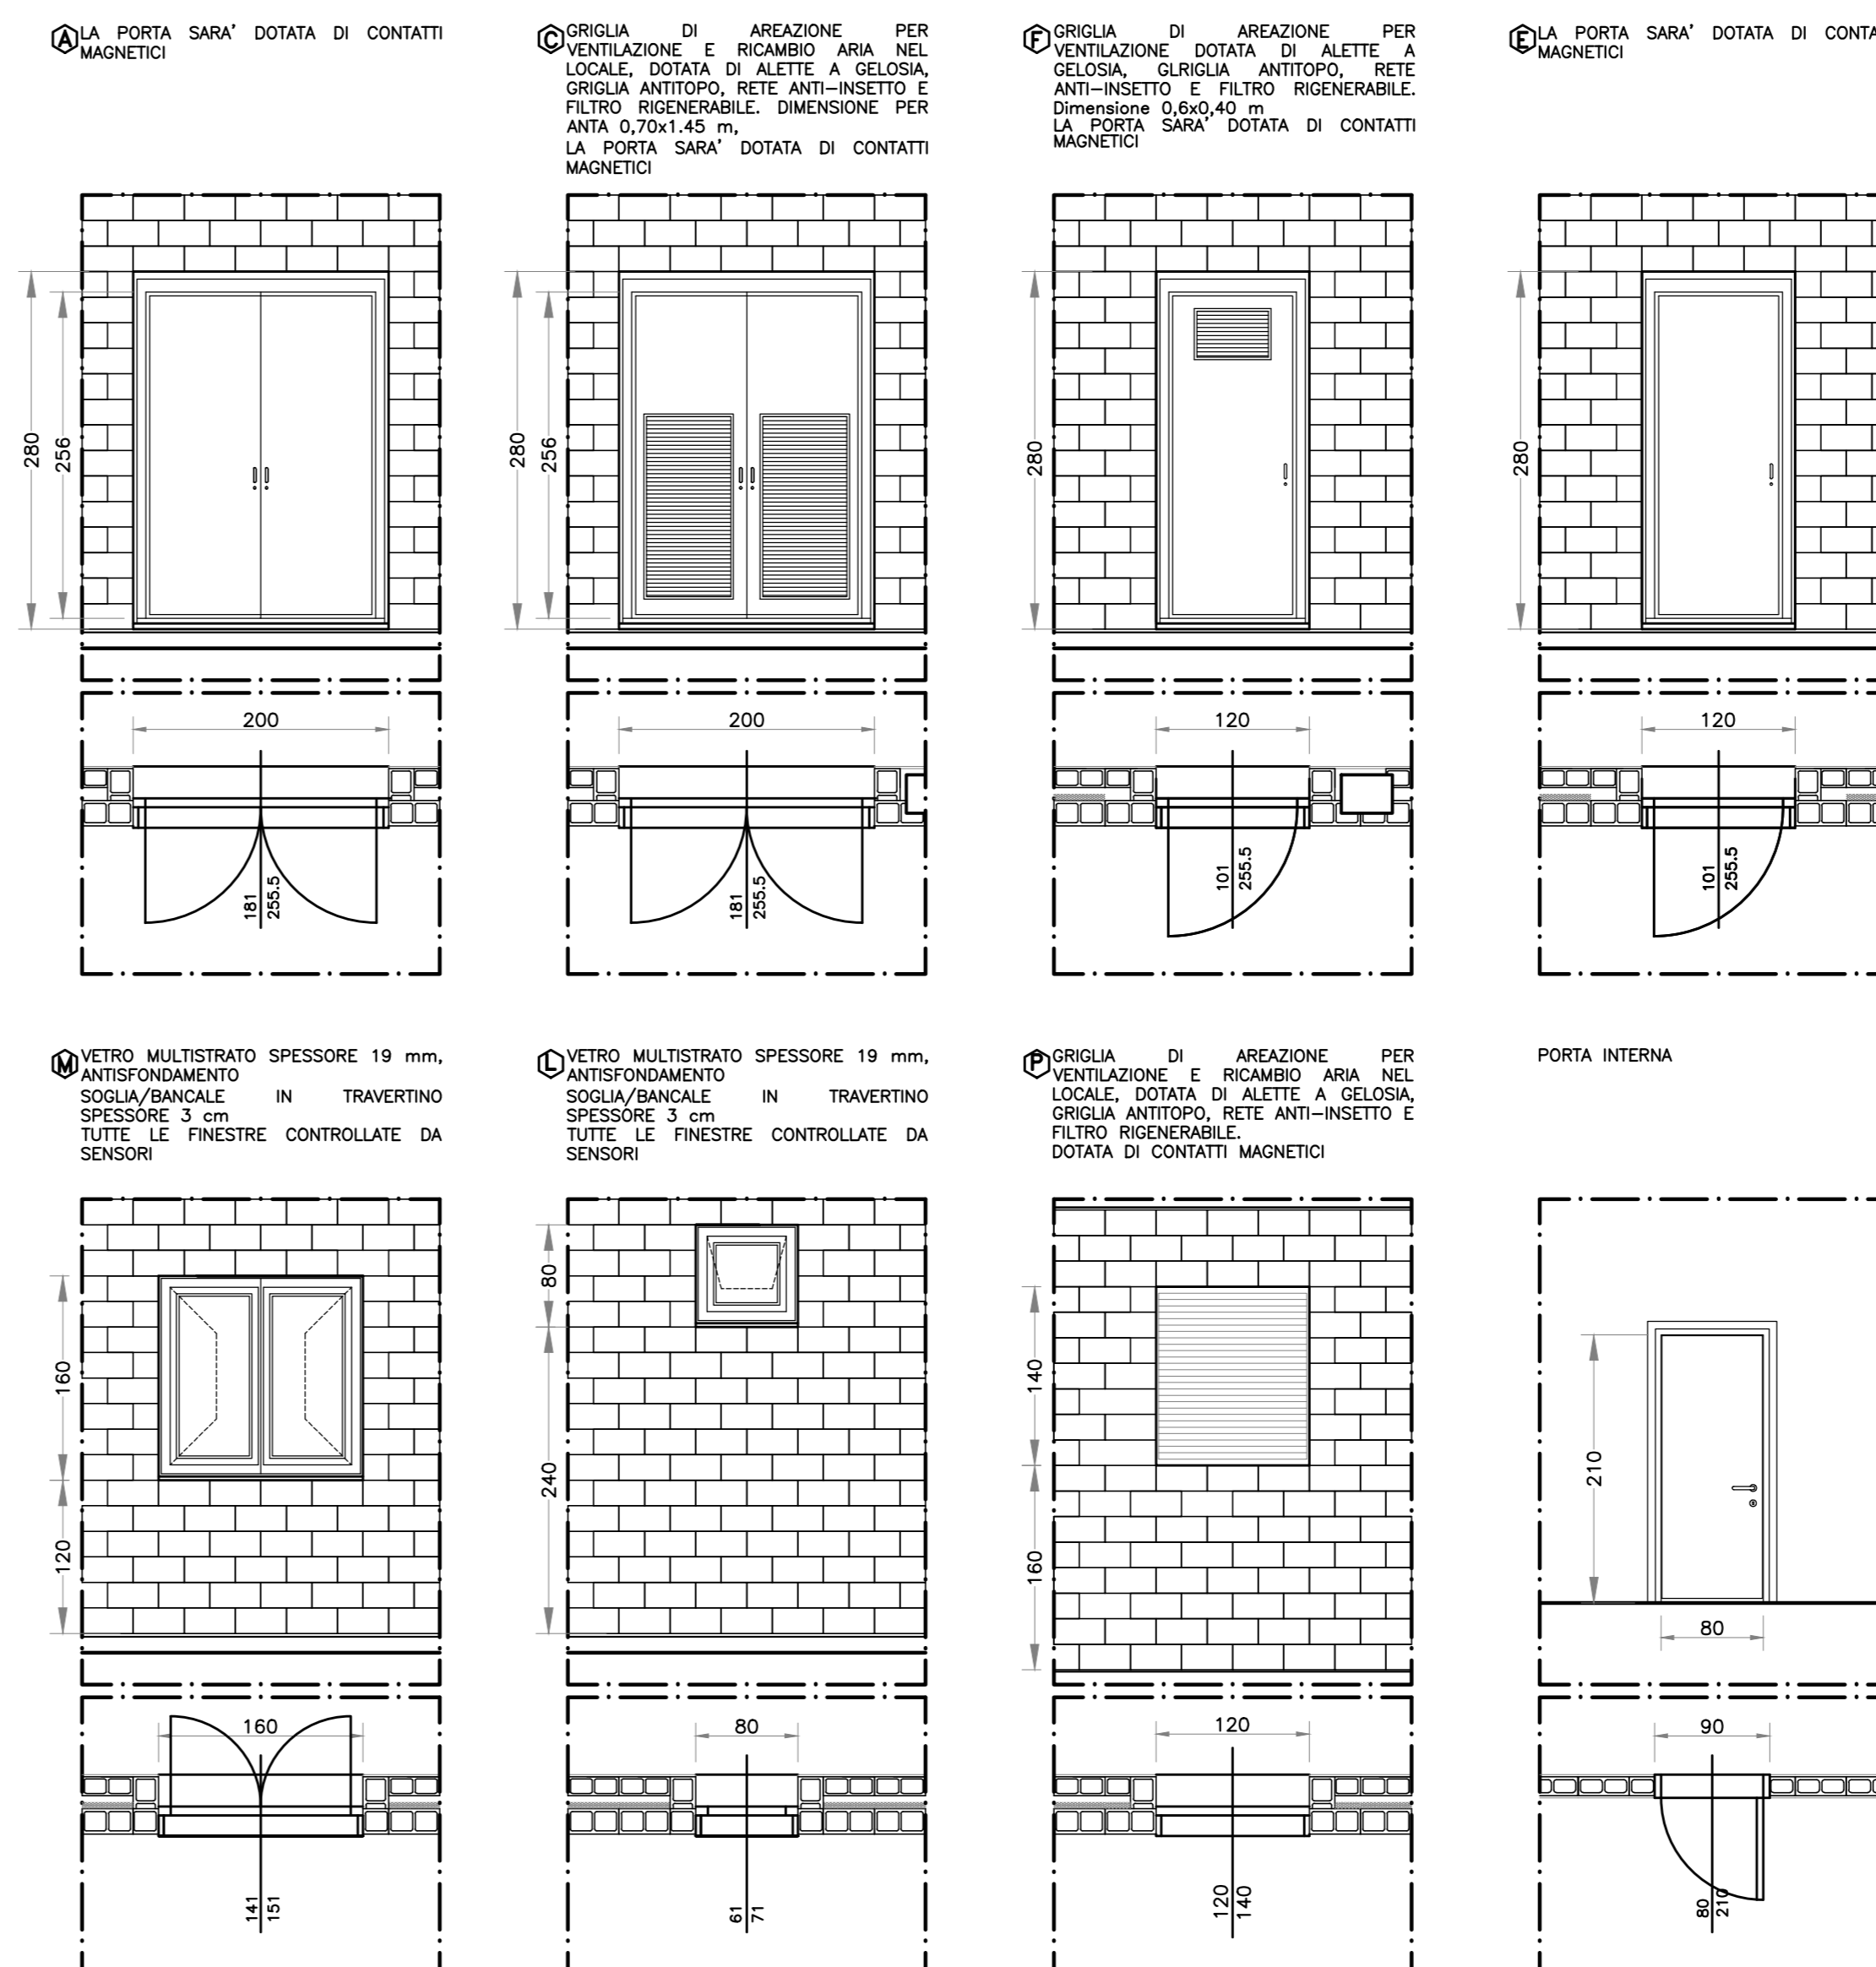 A LA PORTA SARA' DOTATA DI CONTATTI
MAGNETICI
C GRIGLIA DI AREAZIONE PER
VENTILAZIONE E RICAMBIO ARIA NEL
LOCALE, DOTATA DI ALETTE A GELOSIA,
GRIGLIA ANTITOPO, RETE ANTI-INSETTO E
FILTRO RIGENERABILE. DIMENSIONE PER
ANTA 0,70x1.45 m,
LA PORTA SARA' DOTATA DI CONTATTI
MAGNETICI
F GRIGLIA DI AREAZIONE PER
VENTILAZIONE DOTATA DI ALETTE A
GELOSIA, GLRIGLIA ANTITOPO, RETE
ANTI-INSETTO E FILTRO RIGENERABILE.
Dimensione 0,6x0,40 m
LA PORTA SARA' DOTATA DI CONTATTI
MAGNETICI
E LA PORTA SARA' DOTATA DI
MAGNETICI
280
256
200
181
255.5
280
256
200
181
255.5
280
120
101
255.5
280
120
101
255.5
M VETRO MULTISTRATO SPESSORE 19 mm,
ANTISFONDAMENTO
SOGLIA/BANCALE IN TRAVERTINO
SPESSORE 3 cm
TUTTE LE FINESTRE CONTROLLATE DA
SENSORI
L VETRO MULTISTRATO SPESSORE 19 mm,
ANTISFONDAMENTO
SOGLIA/BANCALE IN TRAVERTINO
SPESSORE 3 cm
TUTTE LE FINESTRE CONTROLLATE DA
SENSORI
P GRIGLIA DI AREAZIONE PER
VENTILAZIONE E RICAMBIO ARIA NEL
LOCALE, DOTATA DI ALETTE A GELOSIA,
GRIGLIA ANTITOPO, RETE ANTI-INSETTO E
FILTRO RIGENERABILE.
DOTATA DI CONTATTI MAGNETICI
PORTA INTERNA
160
120
160
141
151
80
240
80
61
71
140
160
120
120
140
210
80
90
80
210